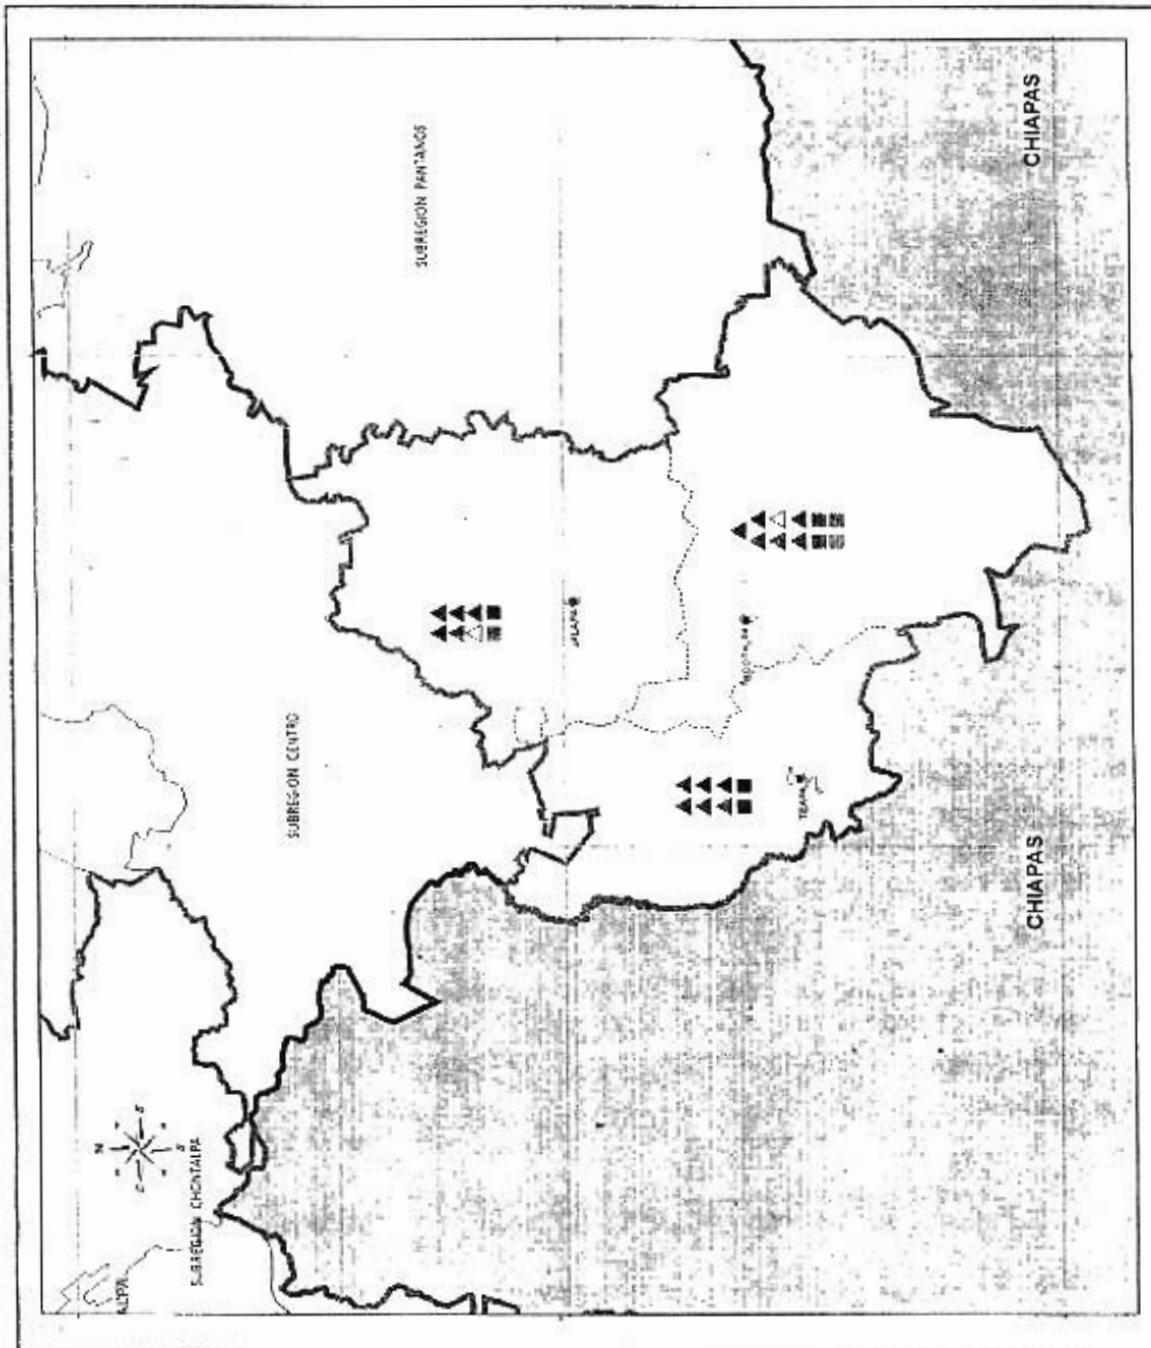 SUBREGION PANTANOS
CHIAPAS
SUBREGION CENTRO
JALAPA
TEAPA
CHIAPAS
N
SUBREGION CHONTALPA